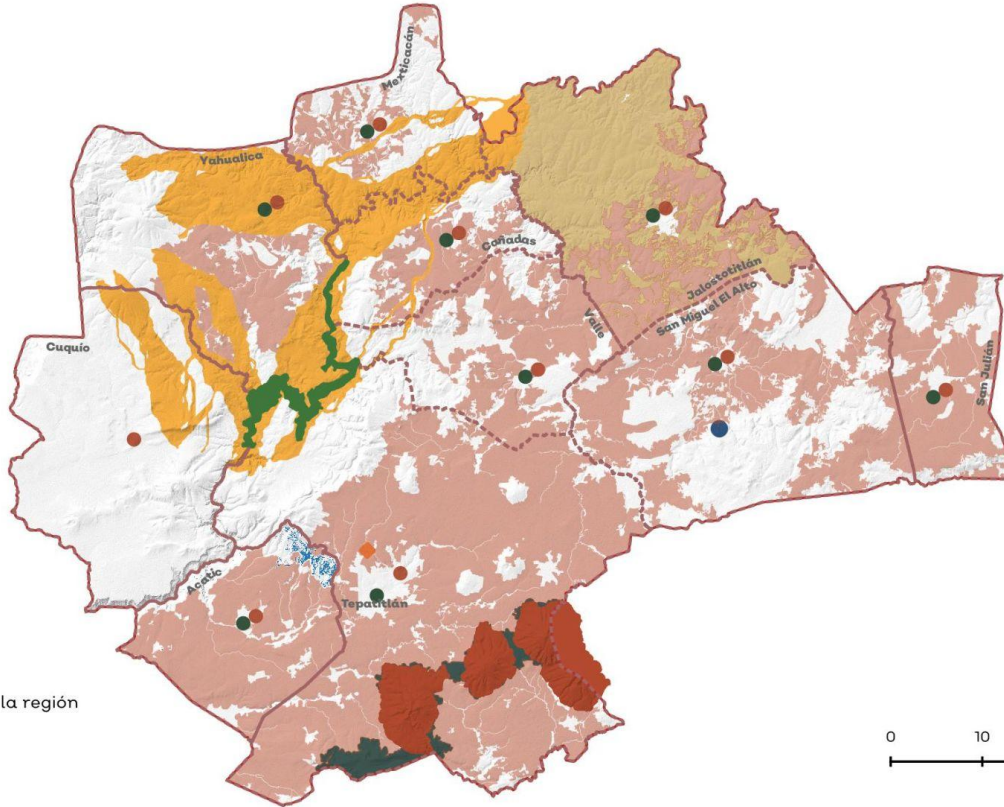 Mexticacán
Yahualica
Cañadas
Jalostotitlán
San Miguel El Alto
Valle
San Julián
Cuquío
Acatic
Tepatitlán
la región
0 10